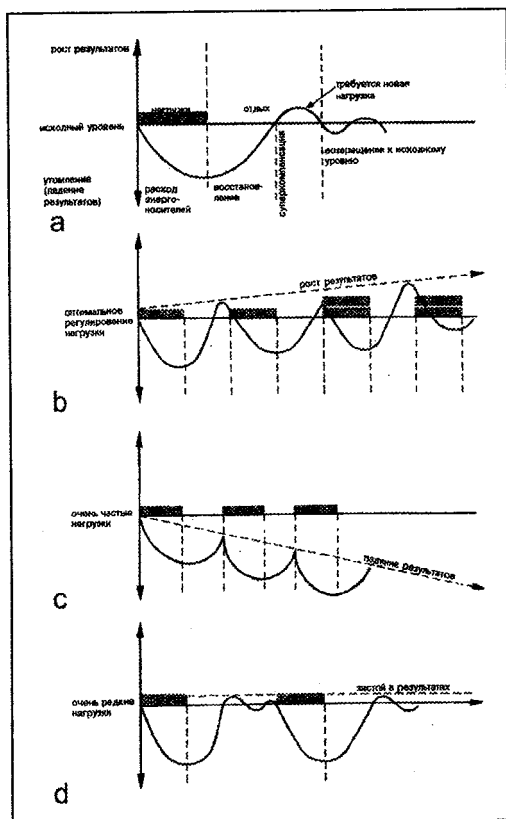 рост результатов
нагрузки
отдых
требуется новая
нагрузка
исходный уровень
возвращение к исходному
уровню
утомление
(падение
результатов)
расход
энерго-
носителей
восстанов-
ление
суперкомпенсация
a
рост результатов
оптимальное
регулирование
нагрузки
b
очень частые
нагрузки
падение результатов
c
застой в результатах
очень редкие
нагрузки
d